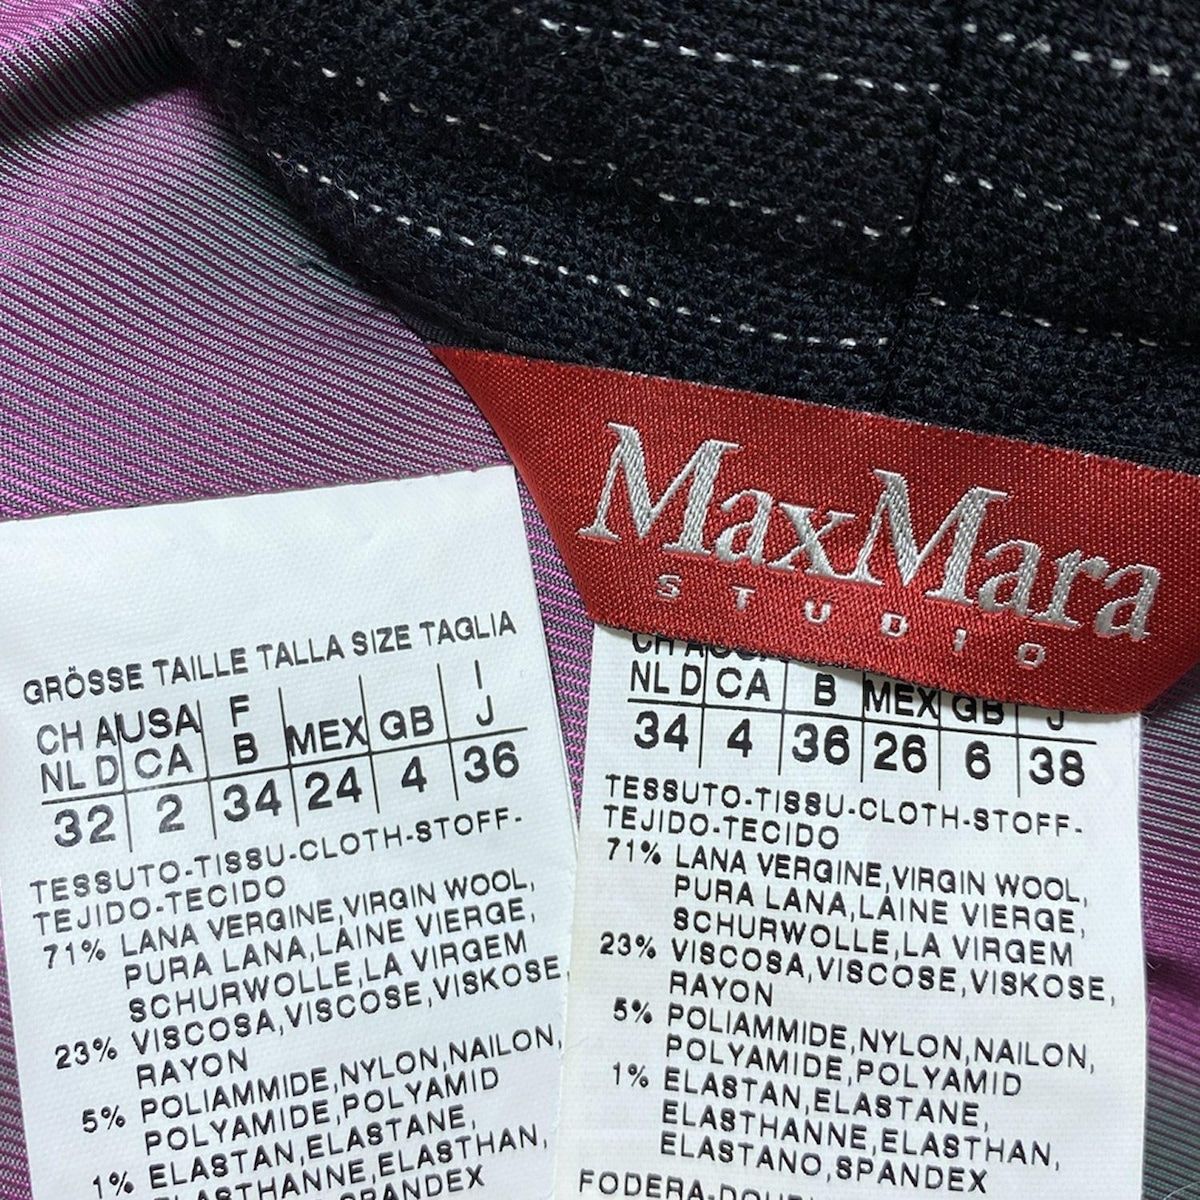 MaxMara
STUDIO
GRÖSSE TAILLE TALLA SIZE TAGLIA
CH A USA F I
NL D CA B MEX GB J
32 2 34 24 4 36
TESSUTO-TISSU-CLOTH-STOFF-
TEJIDO-TECIDO
71% LANA VERGINE,VIRGIN WOOL,
PURA LANA,LAINE VIERGE,
SCHURWOLLE,LA VIRGEM
23% VISCOSA,VISCOSE,VISKOSE,
RAYON
5% POLIAMMIDE,NYLON,NAILON,
POLYAMIDE,POLYAMID
1% ELASTAN,ELASTANE,
ELASTHANNE,ELASTHAN,
SPANDEX
CH A
NL D CA B MEX GB J
34 4 36 26 6 38
TESSUTO-TISSU-CLOTH-STOFF-
TEJIDO-TECIDO
71% LANA VERGINE,VIRGIN WOOL,
PURA LANA,LAINE VIERGE,
SCHURWOLLE,LA VIRGEM
23% VISCOSA,VISCOSE,VISKOSE,
RAYON
5% POLIAMMIDE,NYLON,NAILON,
POLYAMIDE,POLYAMID
1% ELASTAN,ELASTANE,
ELASTHANNE,ELASTHAN,
ELASTANO,SPANDEX
FODERA-DOUBL